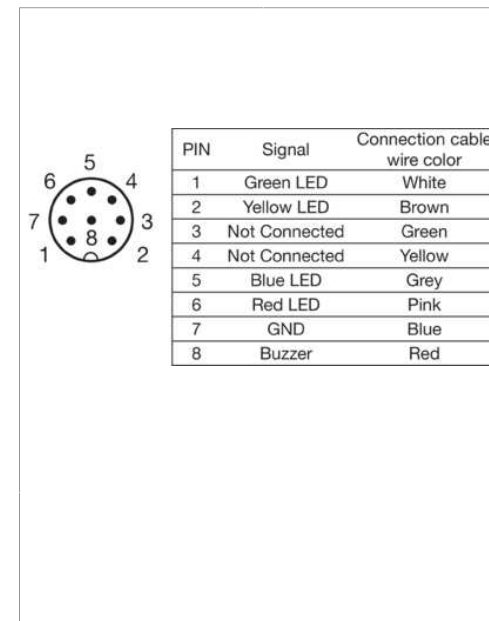 5
6 4
7 3
8
1 2
PIN Signal Connection cable
wire color
1 Green LED White
2 Yellow LED Brown
3 Not Connected Green
4 Not Connected Yellow
5 Blue LED Grey
6 Red LED Pink
7 GND Blue
8 Buzzer Red